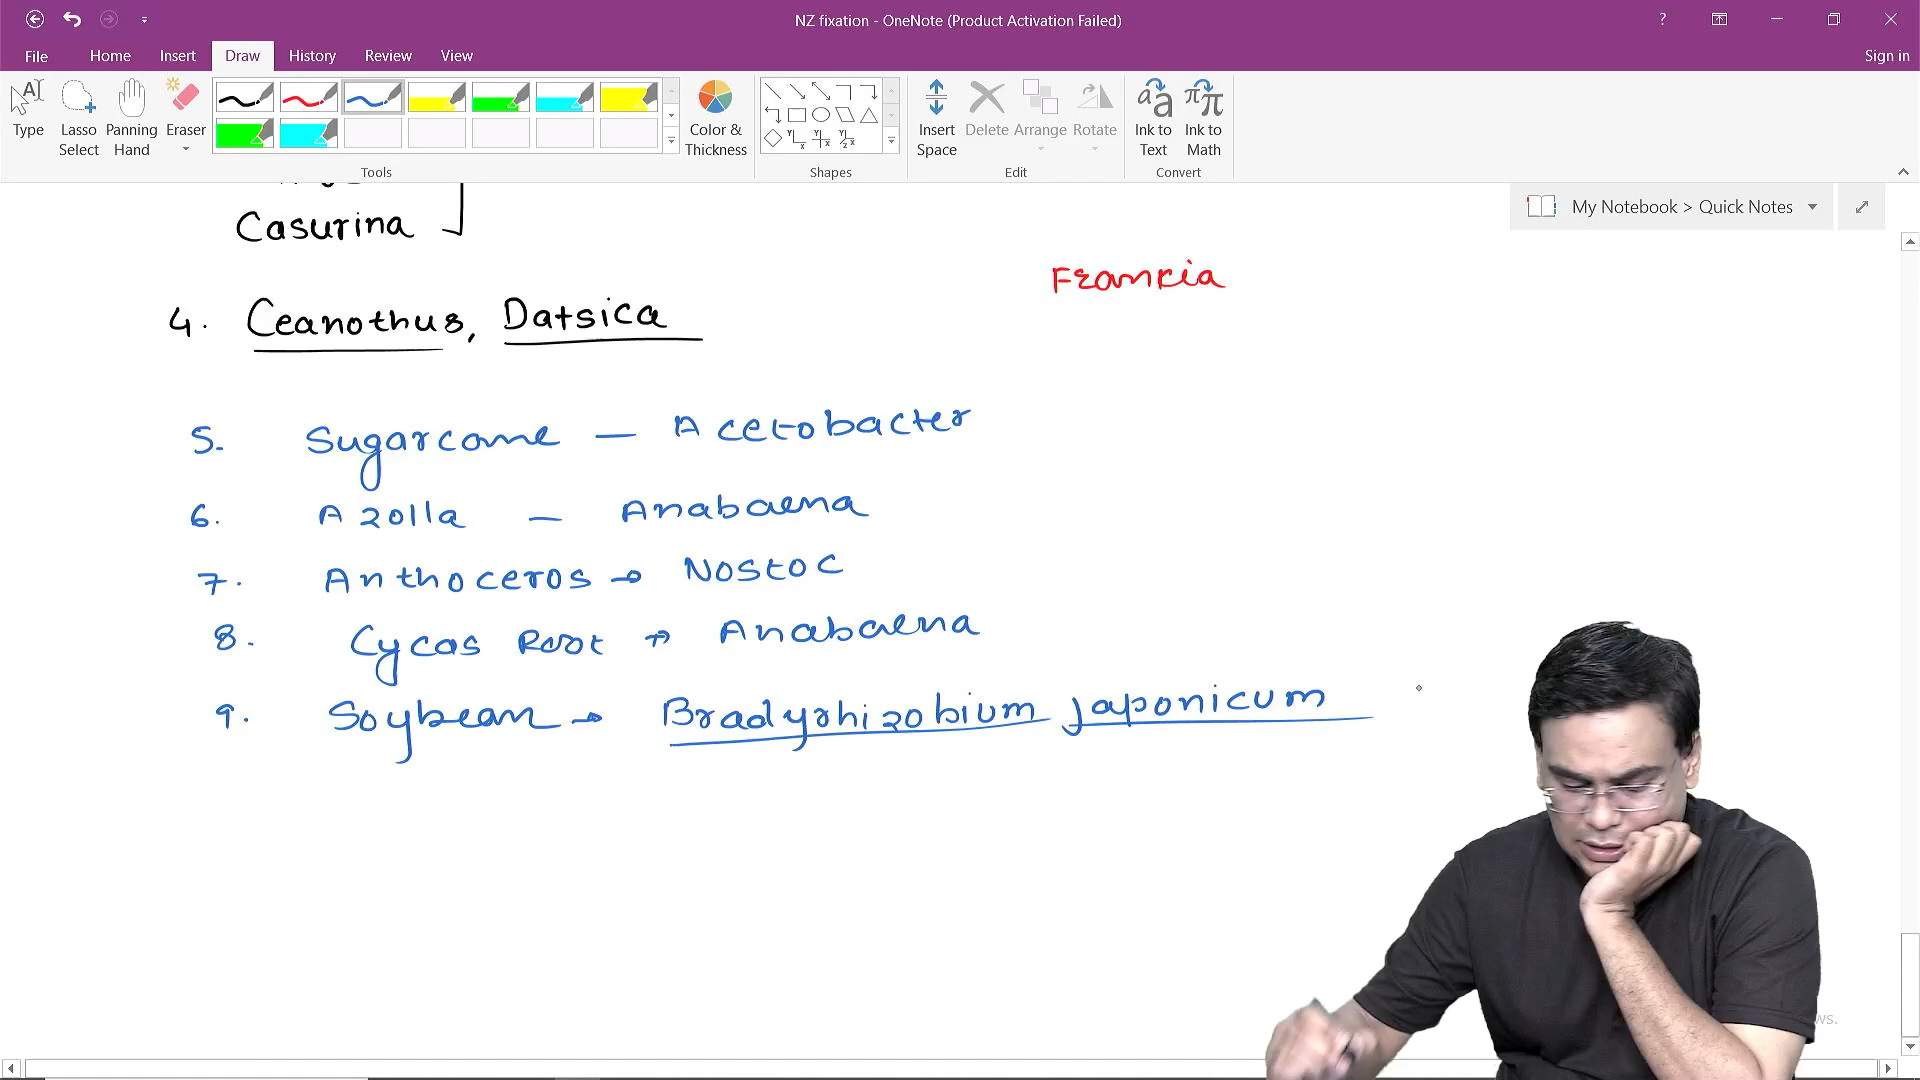 NZ fixation - OneNote (Product Activation Failed)
File Home Insert Draw History Review View
Sign in
Type
Lasso Select
Panning Hand
Eraser
Color & Thickness
Insert Space
Delete
Arrange
Rotate
Ink to Text
Ink to Math
Tools
Shapes
Edit
Convert
My Notebook > Quick Notes
Casurina
Frankia
4. Ceanothus, Datsica
5. Sugarcane — Acetobacter
6. Azolla — Anabaena
7. Anthoceros → Nostoc
8. Cycas Root → Anabaena
9. Soybean → Bradyrhizobium japonicum
ws.